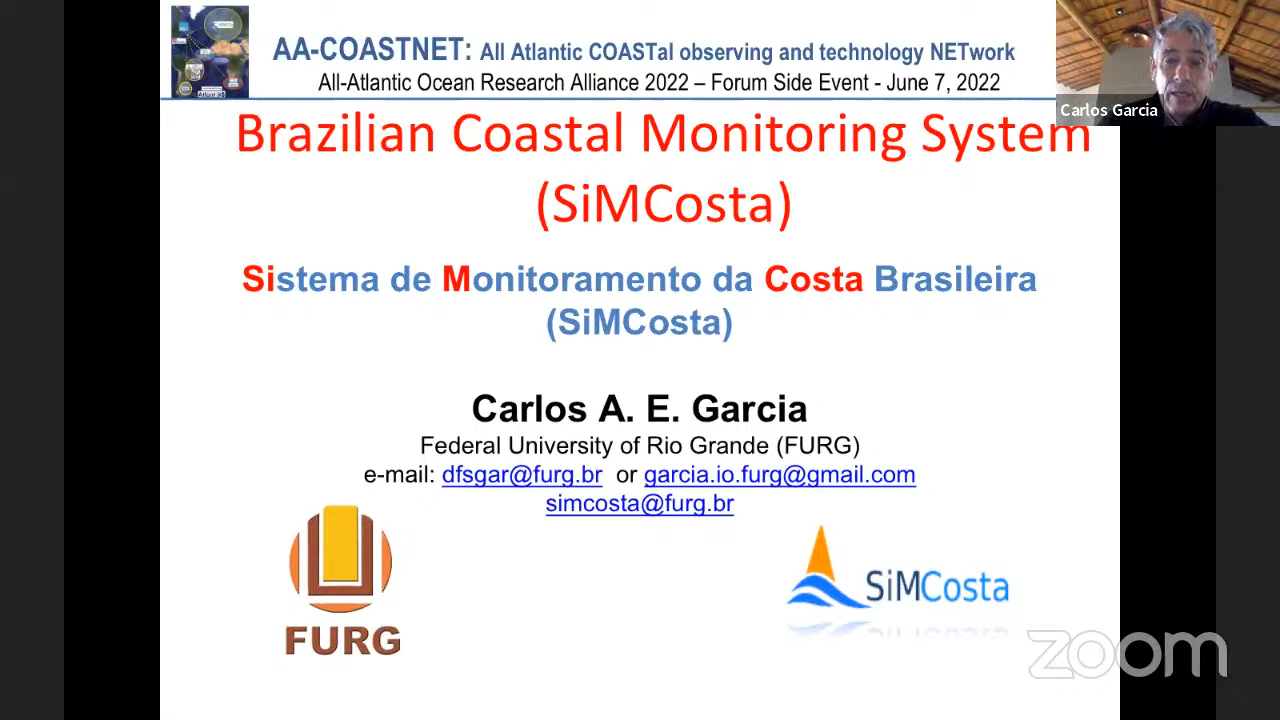 AA-COASTNET: All Atlantic COASTal observing and technology NETwork
All-Atlantic Ocean Research Alliance 2022 – Forum Side Event - June 7, 2022
Carlos Garcia
Brazilian Coastal Monitoring System
(SiMCosta)
Sistema de Monitoramento da Costa Brasileira
(SiMCosta)
Carlos A. E. Garcia
Federal University of Rio Grande (FURG)
e-mail: dfsgar@furg.br or garcia.io.furg@gmail.com
simcosta@furg.br
SiMCosta
FURG
zoom